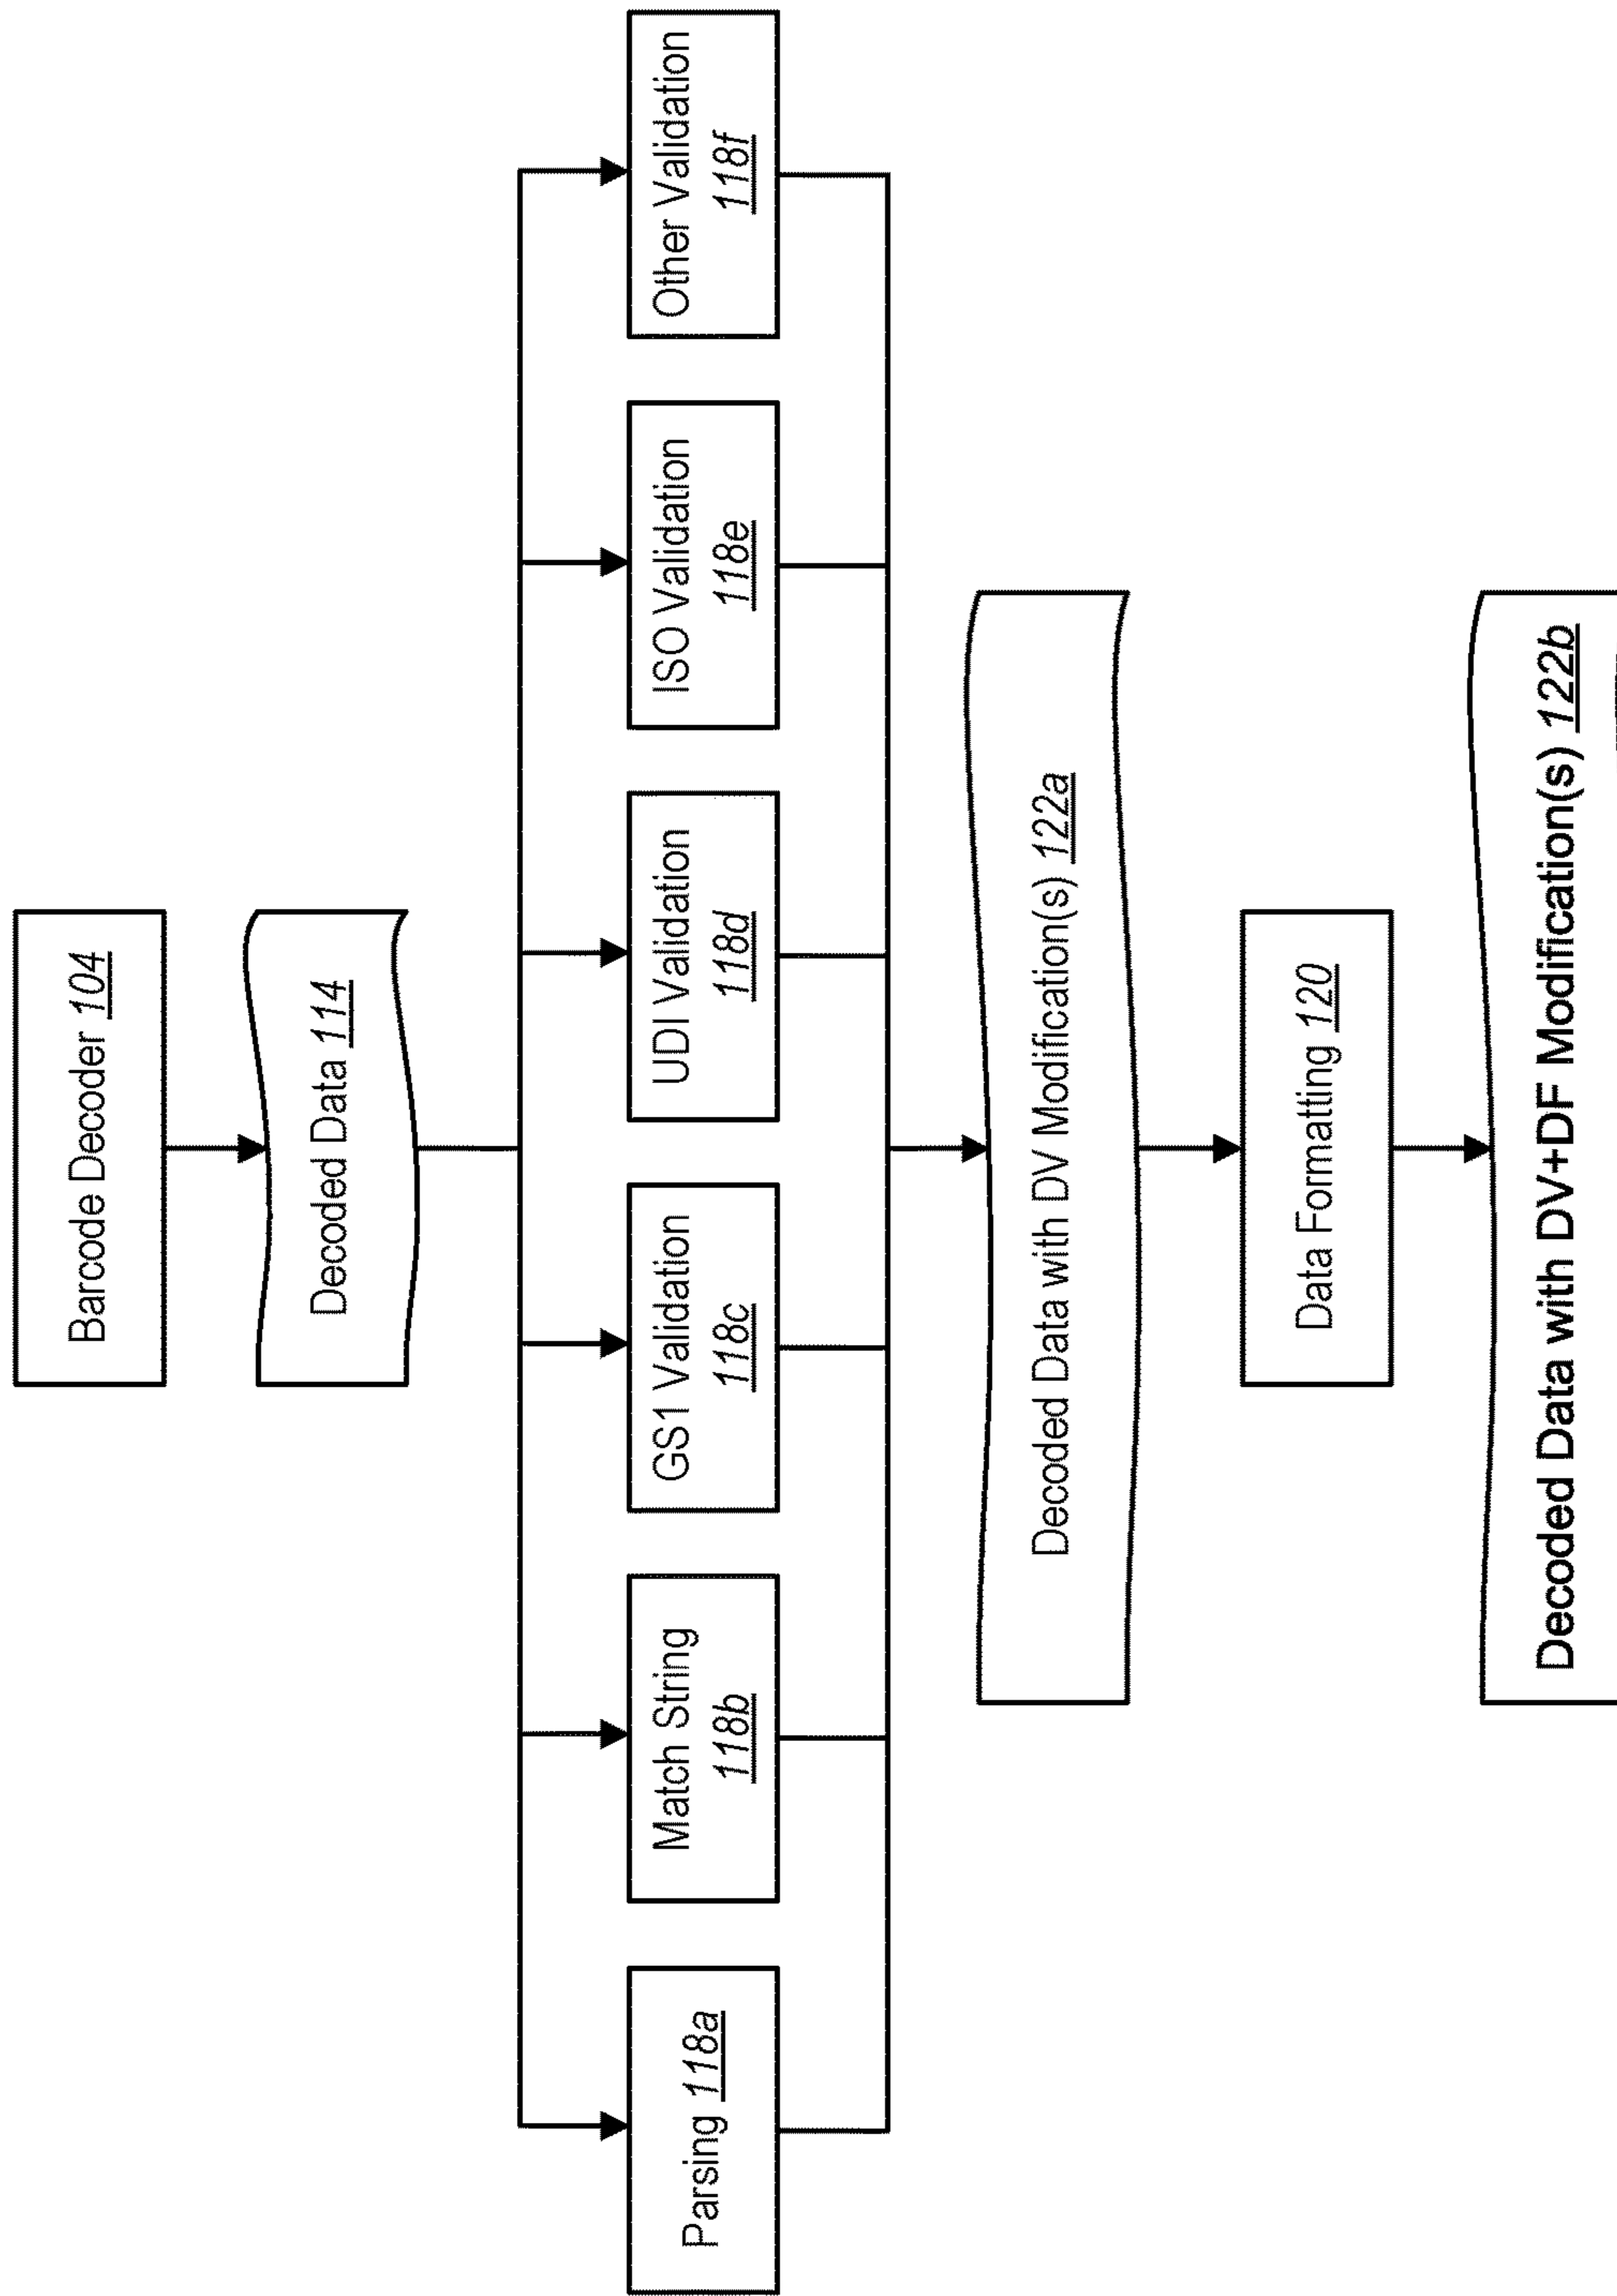 Barcode Decoder 104
Decoded Data 114
Parsing 118a
Match String
118b
GS1 Validation
118c
UDI Validation
118d
ISO Validation
118e
Other Validation
118f
Decoded Data with DV Modification(s) 122a
Data Formatting 120
Decoded Data with DV+DF Modification(s) 122b